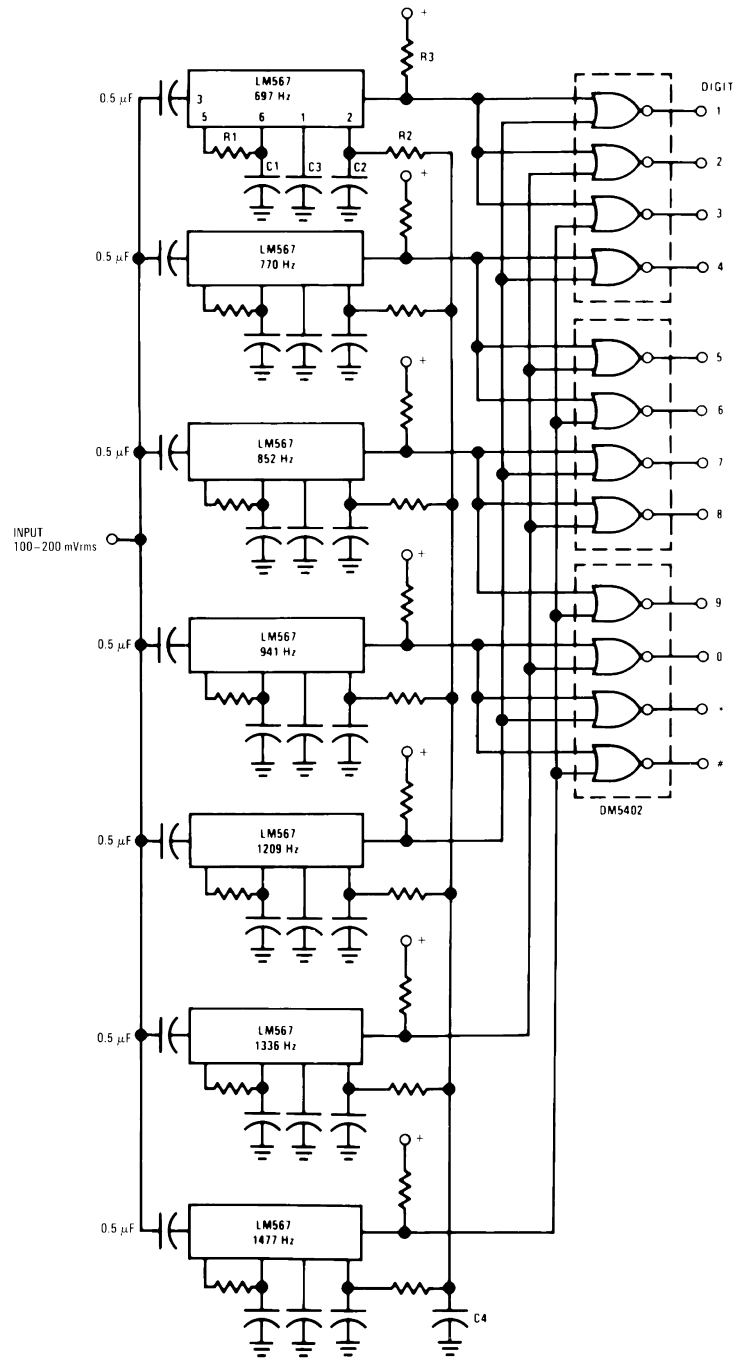 +
R3
LM567
697 Hz
DIGIT
0.5 μF
3
1
5
6
1
2
R1
R2
2
C1
C3
C2
+
3
LM567
770 Hz
0.5 μF
4
+
5
6
LM567
852 Hz
0.5 μF
7
8
INPUT
100–200 mVrms
+
9
LM567
941 Hz
0.5 μF
0
*
+
#
DM5402
LM567
1209 Hz
0.5 μF
+
LM567
1336 Hz
0.5 μF
+
LM567
1477 Hz
0.5 μF
C4